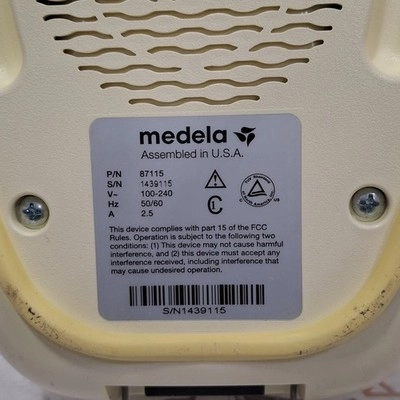 medela
Assembled in U.S.A.
P/N 87115
S/N 1439115
V~ 100-240
Hz 50/60
A 2.5
This device complies with part 15 of the FCC
Rules. Operation is subject to the following two
conditions: (1) This device may not cause harmful
interference, and (2) this device must accept any
interference received, including interference that
may cause undesired operation.
S/N1439115